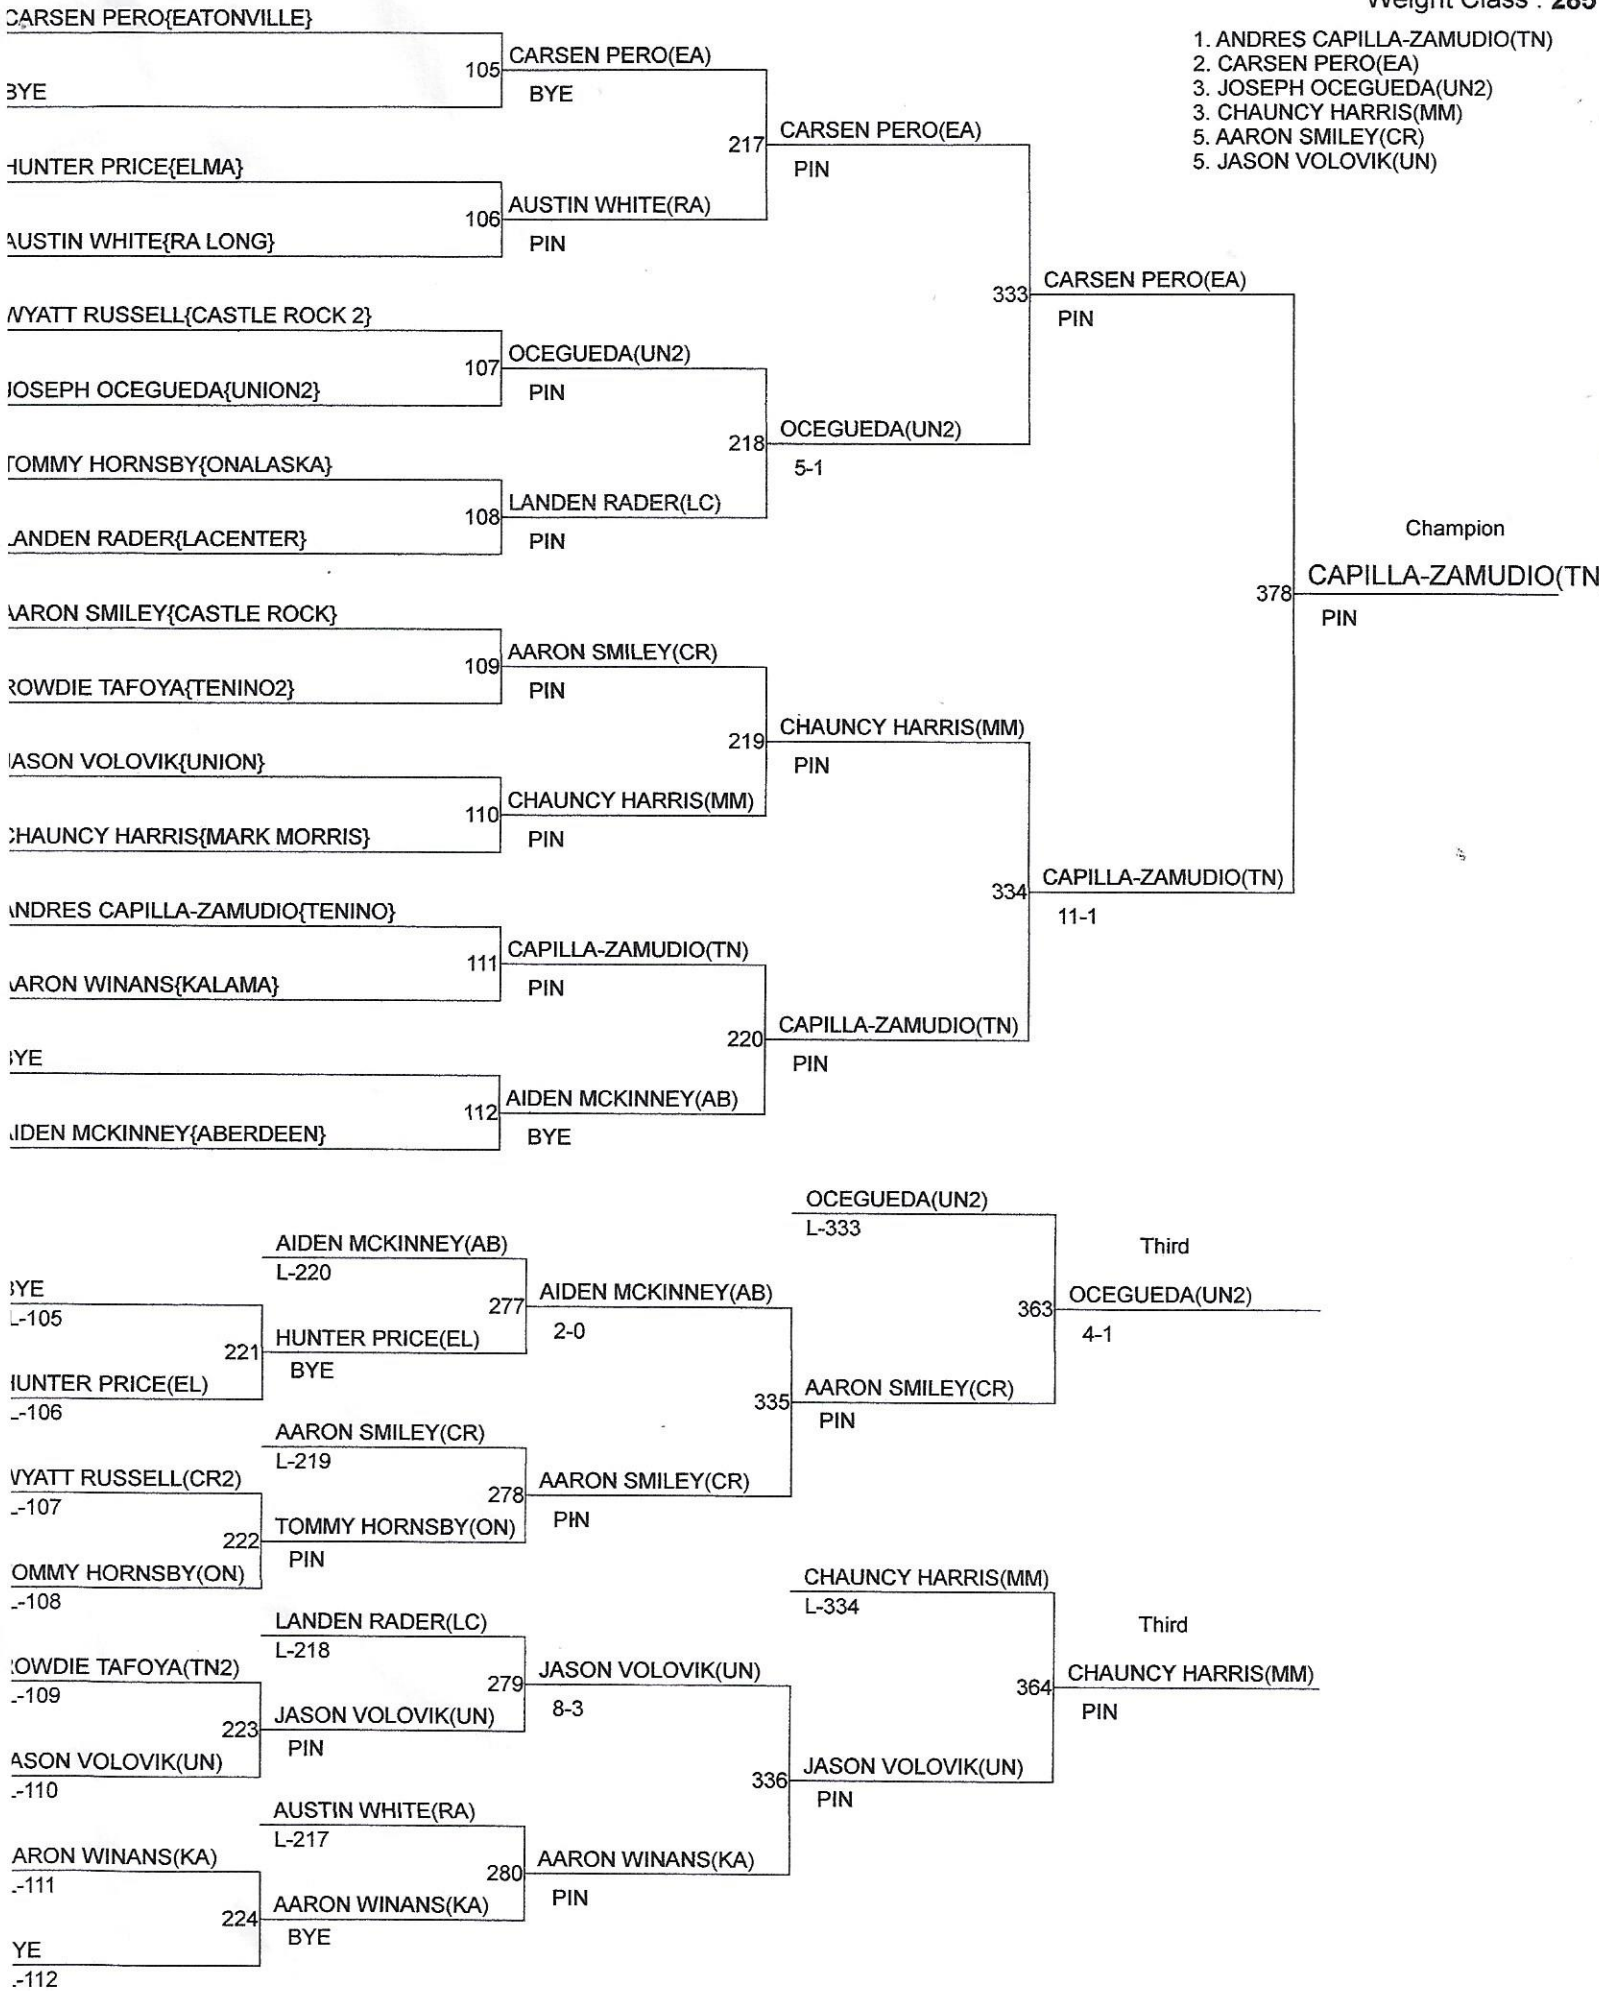 Weight Class : 285
1. ANDRES CAPILLA-ZAMUDIO(TN)
2. CARSEN PERO(EA)
3. JOSEPH OCEGUEDA(UN2)
3. CHAUNCY HARRIS(MM)
5. AARON SMILEY(CR)
5. JASON VOLOVIK(UN)
CARSEN PERO{EATONVILLE}
105
CARSEN PERO(EA)
BYE
BYE
217
CARSEN PERO(EA)
PIN
HUNTER PRICE{ELMA}
106
AUSTIN WHITE(RA)
PIN
AUSTIN WHITE{RA LONG}
333
CARSEN PERO(EA)
PIN
WYATT RUSSELL{CASTLE ROCK 2}
107
OCEGUEDA(UN2)
PIN
JOSEPH OCEGUEDA{UNION2}
218
OCEGUEDA(UN2)
5-1
TOMMY HORNSBY{ONALASKA}
108
LANDEN RADER(LC)
PIN
LANDEN RADER{LACENTER}
Champion
378
CAPILLA-ZAMUDIO(TN
PIN
AARON SMILEY{CASTLE ROCK}
109
AARON SMILEY(CR)
PIN
ROWDIE TAFOYA{TENINO2}
219
CHAUNCY HARRIS(MM)
PIN
JASON VOLOVIK{UNION}
110
CHAUNCY HARRIS(MM)
PIN
CHAUNCY HARRIS{MARK MORRIS}
334
CAPILLA-ZAMUDIO(TN)
11-1
ANDRES CAPILLA-ZAMUDIO{TENINO}
111
CAPILLA-ZAMUDIO(TN)
PIN
AARON WINANS{KALAMA}
220
CAPILLA-ZAMUDIO(TN)
PIN
BYE
112
AIDEN MCKINNEY(AB)
BYE
AIDEN MCKINNEY{ABERDEEN}
OCEGUEDA(UN2)
L-333
Third
363
OCEGUEDA(UN2)
4-1
AIDEN MCKINNEY(AB)
L-220
277
AIDEN MCKINNEY(AB)
2-0
BYE
L-105
221
HUNTER PRICE(EL)
BYE
HUNTER PRICE(EL)
L-106
335
AARON SMILEY(CR)
PIN
AARON SMILEY(CR)
L-219
278
AARON SMILEY(CR)
PIN
WYATT RUSSELL(CR2)
L-107
222
TOMMY HORNSBY(ON)
PIN
TOMMY HORNSBY(ON)
L-108
CHAUNCY HARRIS(MM)
L-334
Third
364
CHAUNCY HARRIS(MM)
PIN
LANDEN RADER(LC)
L-218
279
JASON VOLOVIK(UN)
8-3
ROWDIE TAFOYA(TN2)
L-109
223
JASON VOLOVIK(UN)
PIN
JASON VOLOVIK(UN)
L-110
336
JASON VOLOVIK(UN)
PIN
AUSTIN WHITE(RA)
L-217
280
AARON WINANS(KA)
PIN
AARON WINANS(KA)
L-111
224
AARON WINANS(KA)
BYE
BYE
L-112